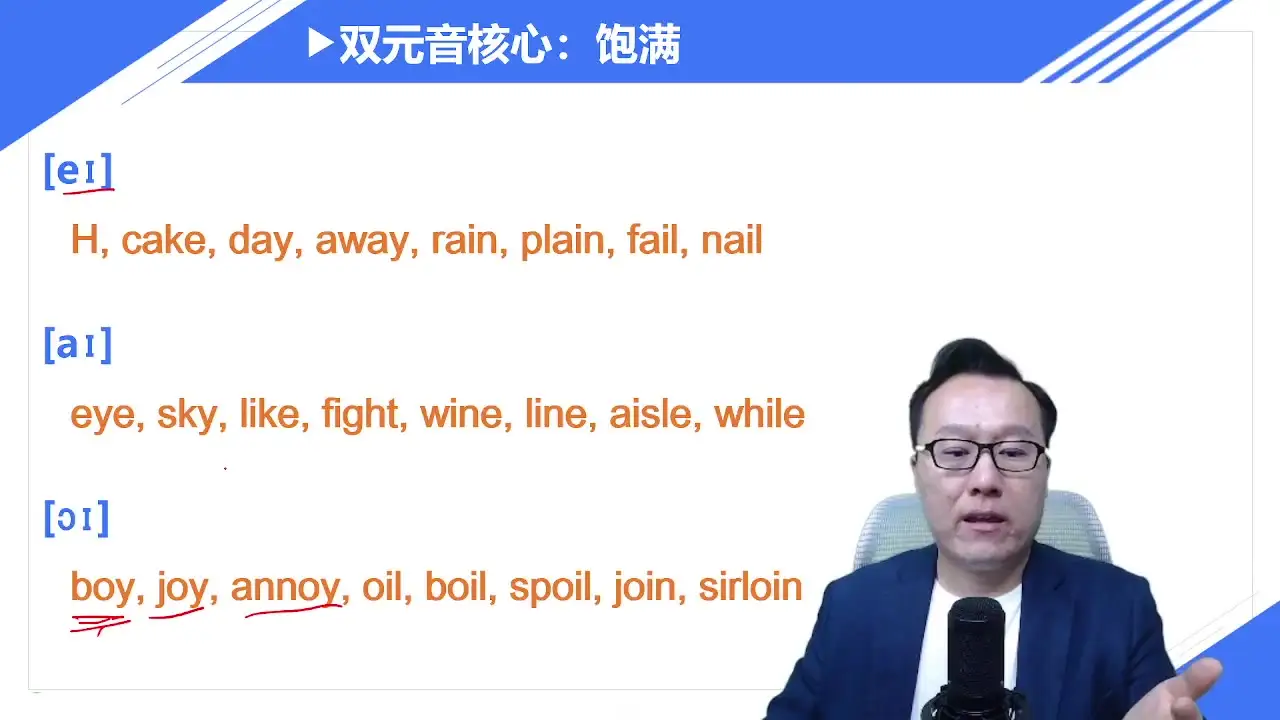 ▶双元音核心：饱满
[eɪ]
H, cake, day, away, rain, plain, fail, nail
[aɪ]
eye, sky, like, fight, wine, line, aisle, while
[ɔɪ]
boy, joy, annoy, oil, boil, spoil, join, sirloin